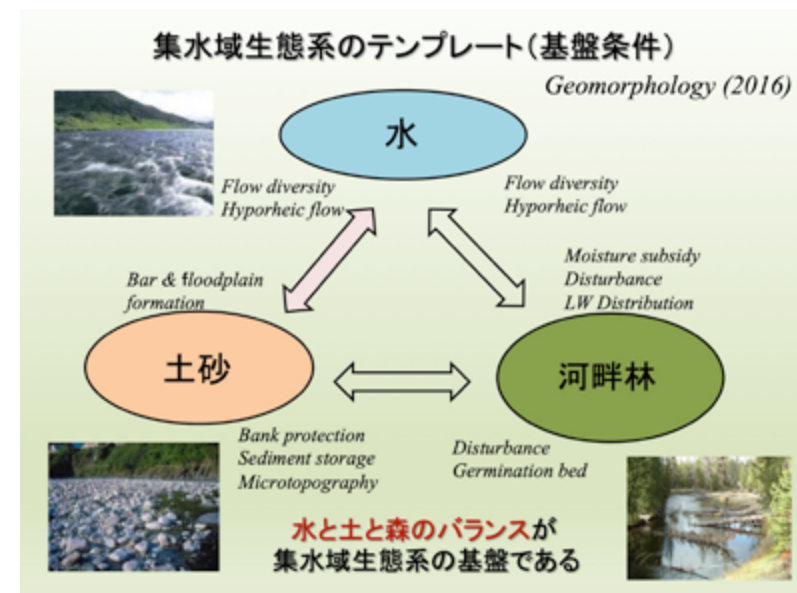 集水域生態系のテンプレート（基盤条件）
Geomorphology (2016)
水
Flow diversity
Hyporheic flow
Flow diversity
Hyporheic flow
Moisture subsidy
Disturbance
LW Distribution
Bar & floodplain
formation
土砂
河畔林
Bank protection
Sediment storage
Microtopography
Disturbance
Germination bed
水と土と森のバランスが
集水域生態系の基盤である